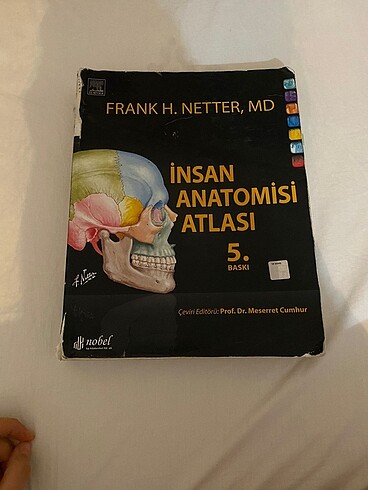 FRANK H. NETTER, MD
İNSAN
ANATOMİSİ
ATLASI
5.
BASKI
Çeviri Editörü: Prof. Dr. Meserret Cumhur
nobel